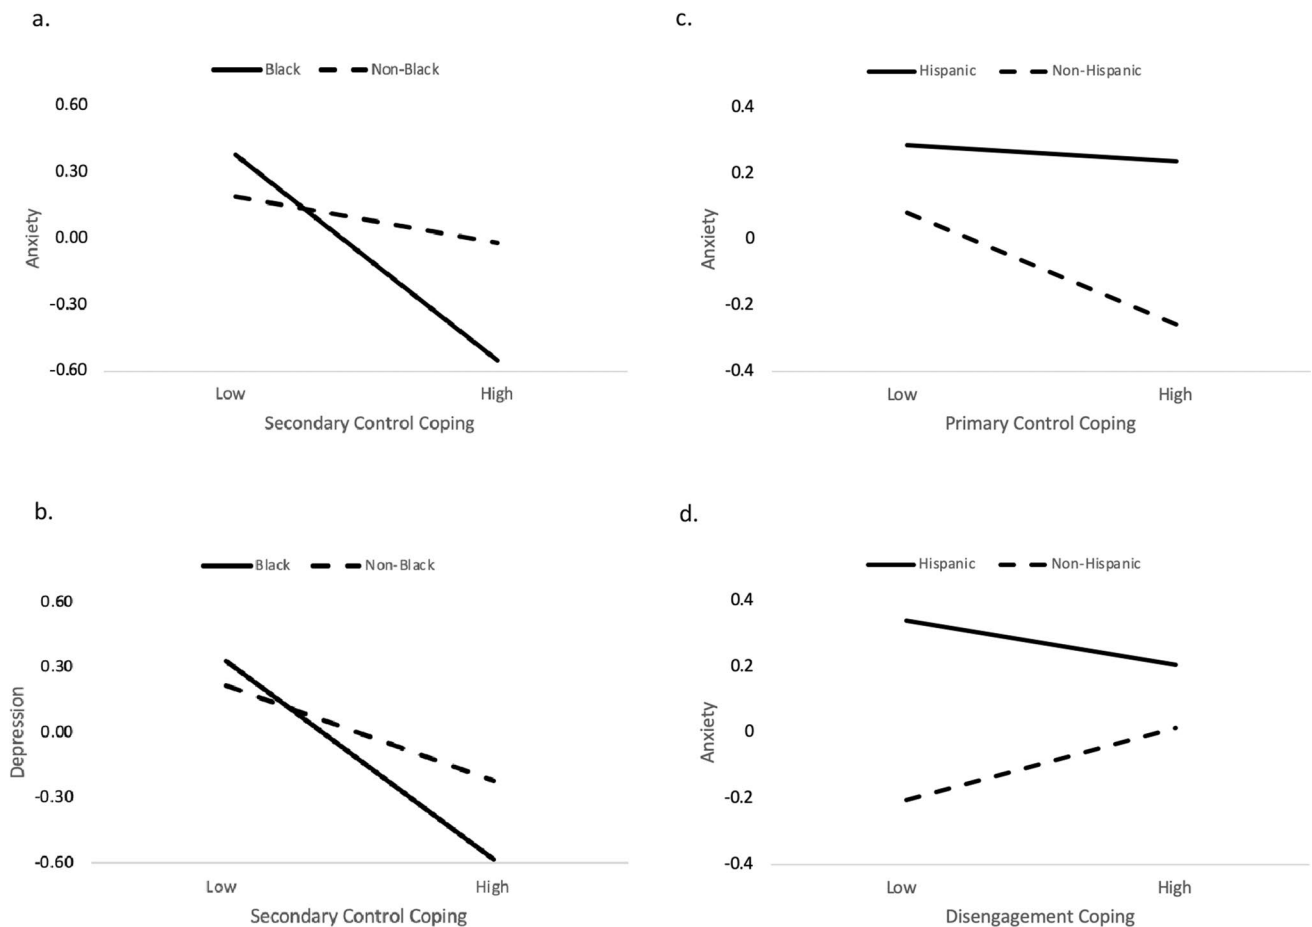 a.
Black Non-Black
0.60
0.30
0.00
-0.30
-0.60
Anxiety
Low High
Secondary Control Coping
b.
Black Non-Black
0.60
0.30
0.00
-0.30
-0.60
Depression
Low High
Secondary Control Coping
c.
Hispanic Non-Hispanic
0.4
0.2
0
-0.2
-0.4
Anxiety
Low High
Primary Control Coping
d.
Hispanic Non-Hispanic
0.4
0.2
0
-0.2
-0.4
Anxiety
Low High
Disengagement Coping